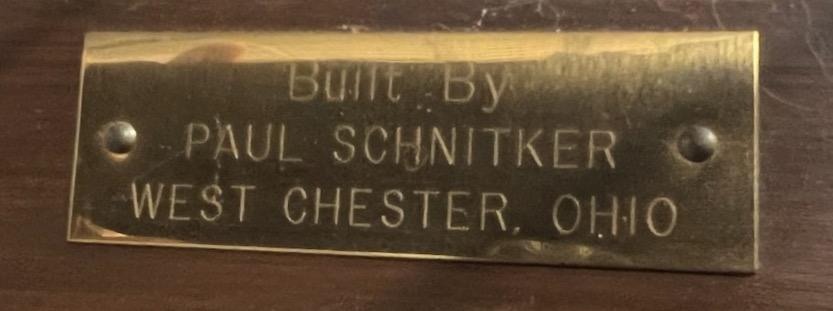 Built By
PAUL SCHNITKER
WEST CHESTER, OHIO